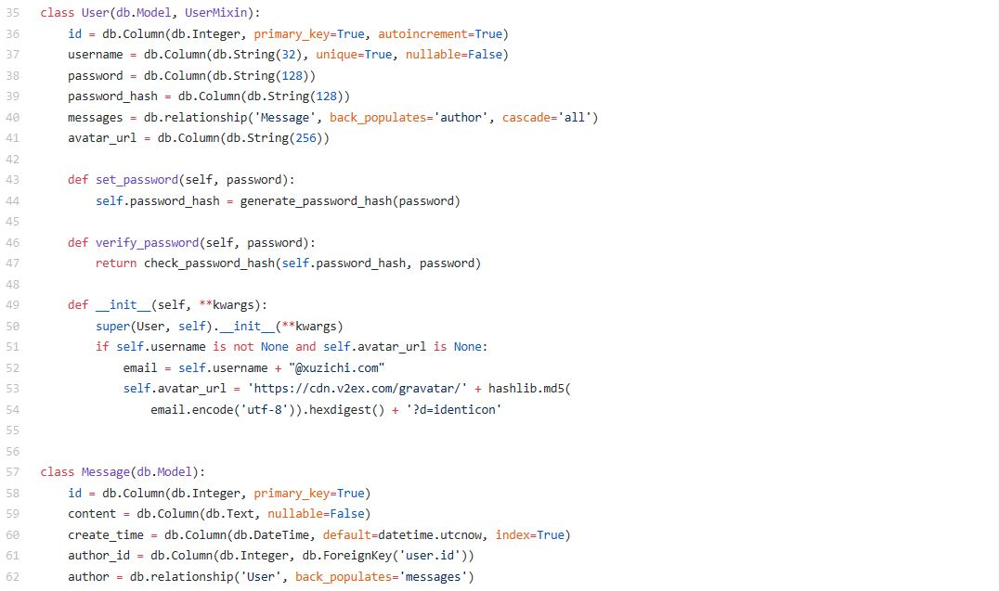 35 class User(db.Model, UserMixin):
36     id = db.Column(db.Integer, primary_key=True, autoincrement=True)
37     username = db.Column(db.String(32), unique=True, nullable=False)
38     password = db.Column(db.String(128))
39     password_hash = db.Column(db.String(128))
40     messages = db.relationship('Message', back_populates='author', cascade='all')
41     avatar_url = db.Column(db.String(256))
42
43     def set_password(self, password):
44         self.password_hash = generate_password_hash(password)
45
46     def verify_password(self, password):
47         return check_password_hash(self.password_hash, password)
48
49     def __init__(self, **kwargs):
50         super(User, self).__init__(**kwargs)
51         if self.username is not None and self.avatar_url is None:
52             email = self.username + "@xuzichi.com"
53             self.avatar_url = 'https://cdn.v2ex.com/gravatar/' + hashlib.md5(
54                 email.encode('utf-8')).hexdigest() + '?d=identicon'
55
56
57 class Message(db.Model):
58     id = db.Column(db.Integer, primary_key=True)
59     content = db.Column(db.Text, nullable=False)
60     create_time = db.Column(db.DateTime, default=datetime.utcnow, index=True)
61     author_id = db.Column(db.Integer, db.ForeignKey('user.id'))
62     author = db.relationship('User', back_populates='messages')